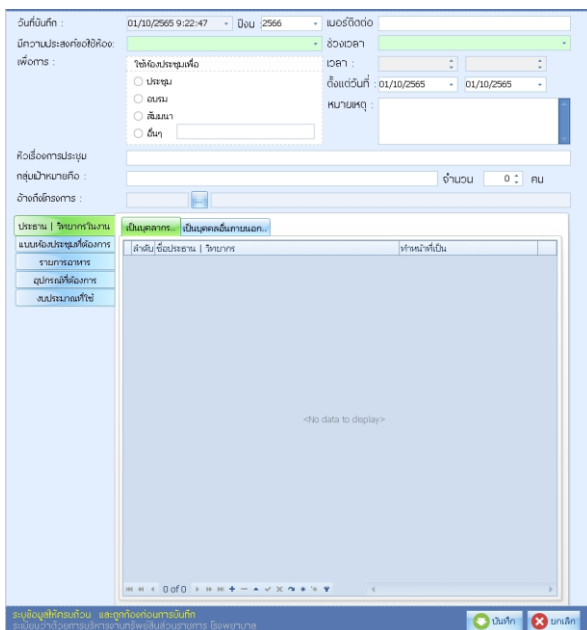 วันที่บันทึก : 01/10/2565 9:22:47 ปีงบ 2566 เบอร์ติดต่อ
มีความประสงค์ขอใช้ห้อง: ช่วงเวลา
เพื่อการ : ใช้ห้องประชุมเพื่อ เวลา :
ประชุม ตั้งแต่วันที่ : 01/10/2565 - 01/10/2565
อบรม หมายเหตุ :
สัมมนา
อื่นๆ
หัวเรื่องการประชุม
กลุ่มเป้าหมายคือ : จำนวน 0 คน
อ้างถึงโครงการ :
ประธาน | วิทยากรในงาน เป็นบุคลากร.. เป็นบุคคลอื่นภายนอก..
แบบห้องประชุมที่ต้องการ ลำดับ ชื่อประธาน | วิทยากร ทำหน้าที่เป็น
รายการอาหาร
อุปกรณ์ที่ต้องการ
งบประมาณที่ใช้
<No data to display>
0 of 0
ระบุข้อมูลให้ครบถ้วน และถูกต้องก่อนการบันทึก
ระเบียบว่าด้วยการบริหารงานทรัพย์สินส่วนราชการ โรงพยาบาล บันทึก ยกเลิก